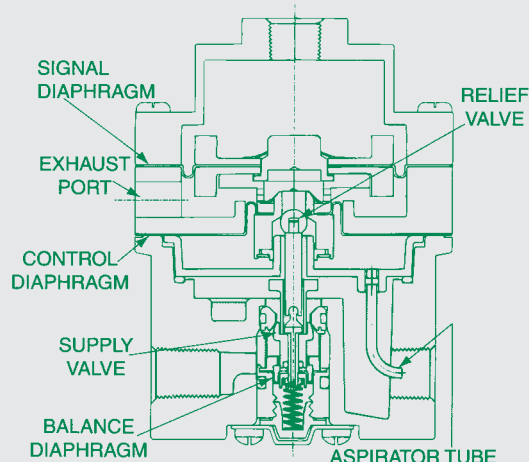 SIGNAL
DIAPHRAGM
RELIEF
VALVE
EXHAUST
PORT
CONTROL
DIAPHRAGM
SUPPLY
VALVE
BALANCE
DIAPHRAGM
ASPIRATOR TUBE